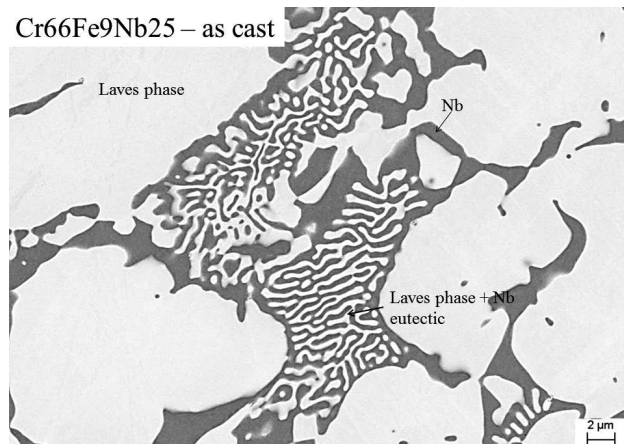 Cr66Fe9Nb25 – as cast
Laves phase
Nb
Laves phase + Nb
eutectic
2 µm